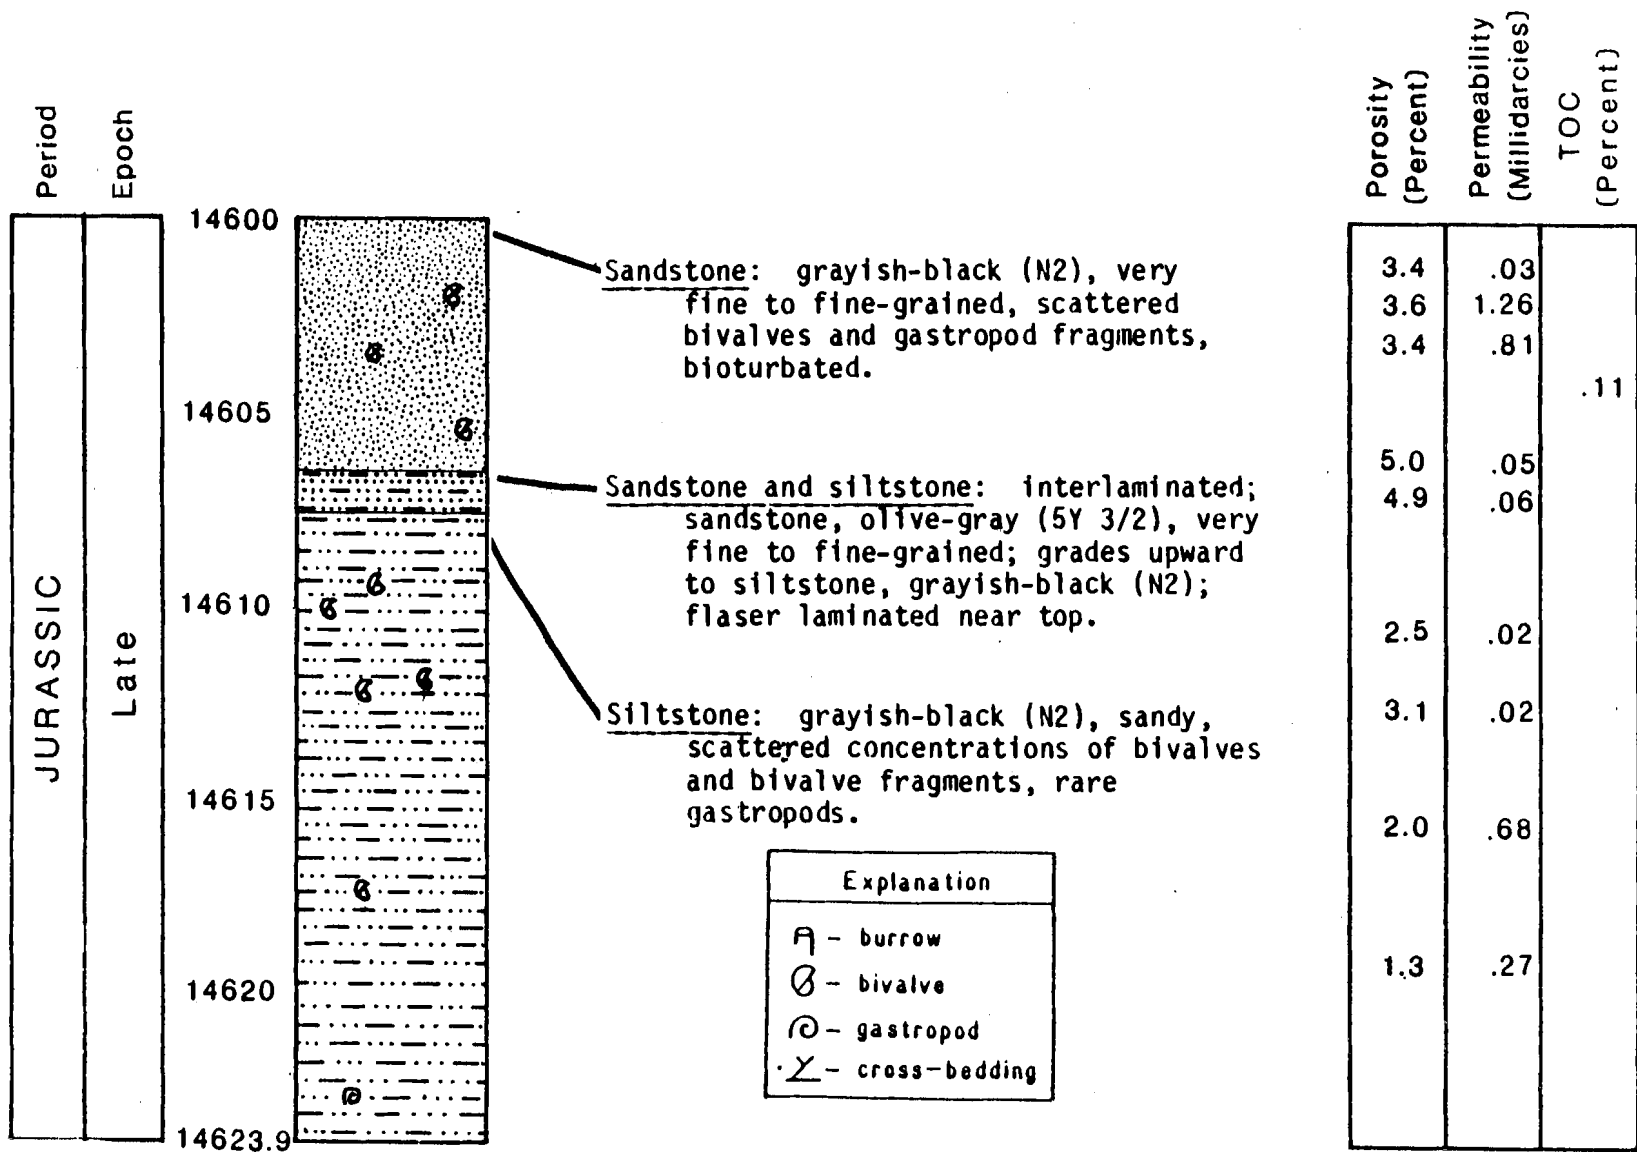 Period
Epoch
Porosity
(Percent)
Permeability
(Millidarcies)
TOC
(Percent)
JURASSIC
Late
14600
14605
14610
14615
14620
14623.9
Sandstone: grayish-black (N2), very
fine to fine-grained, scattered
bivalves and gastropod fragments,
bioturbated.
Sandstone and siltstone: interlaminated;
sandstone, olive-gray (5Y 3/2), very
fine to fine-grained; grades upward
to siltstone, grayish-black (N2);
flaser laminated near top.
Siltstone: grayish-black (N2), sandy,
scattered concentrations of bivalves
and bivalve fragments, rare
gastropods.
Explanation
- burrow
- bivalve
- gastropod
- cross-bedding
3.4 .03
3.6 1.26
3.4 .81
.11
5.0 .05
4.9 .06
2.5 .02
3.1 .02
2.0 .68
1.3 .27